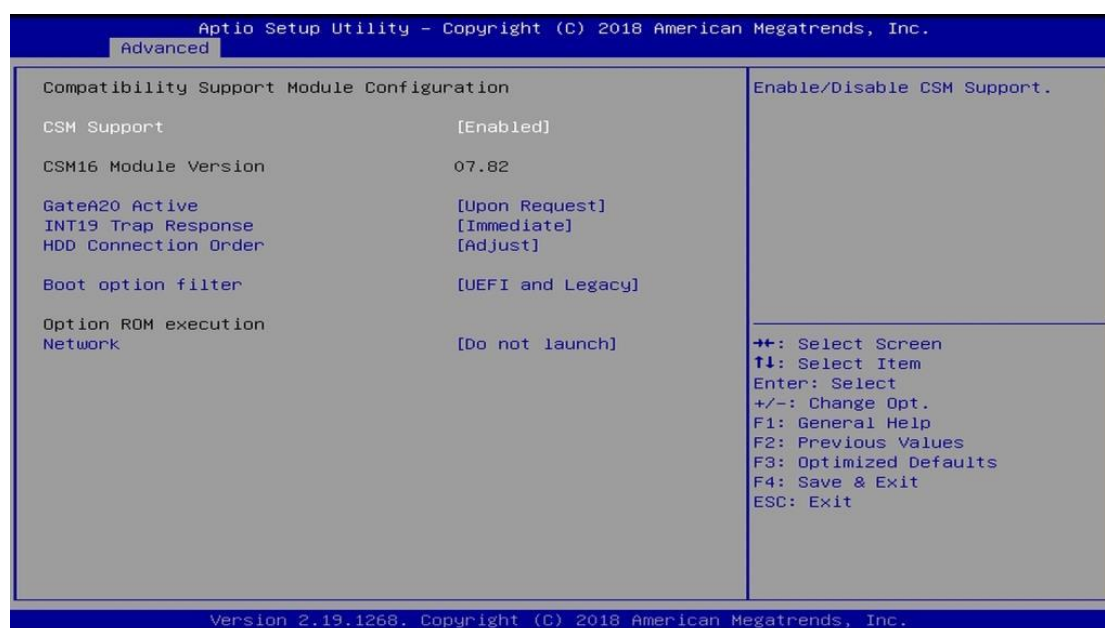 Aptio Setup Utility – Copyright (C) 2018 American Megatrends, Inc.
Advanced
Compatibility Support Module Configuration
CSM Support [Enabled]
CSM16 Module Version 07.82
GateA20 Active [Upon Request]
INT19 Trap Response [Immediate]
HDD Connection Order [Adjust]
Boot option filter [UEFI and Legacy]
Option ROM execution
Network [Do not launch]
Enable/Disable CSM Support.
→←: Select Screen
↑↓: Select Item
Enter: Select
+/-: Change Opt.
F1: General Help
F2: Previous Values
F3: Optimized Defaults
F4: Save & Exit
ESC: Exit
Version 2.19.1268. Copyright (C) 2018 American Megatrends, Inc.